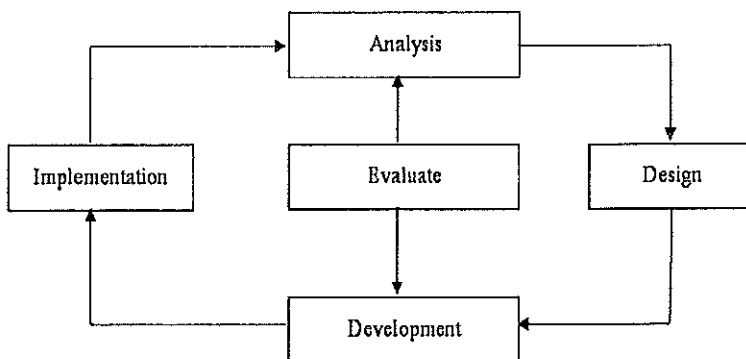 Analysis
Implementation
Evaluate
Design
Development